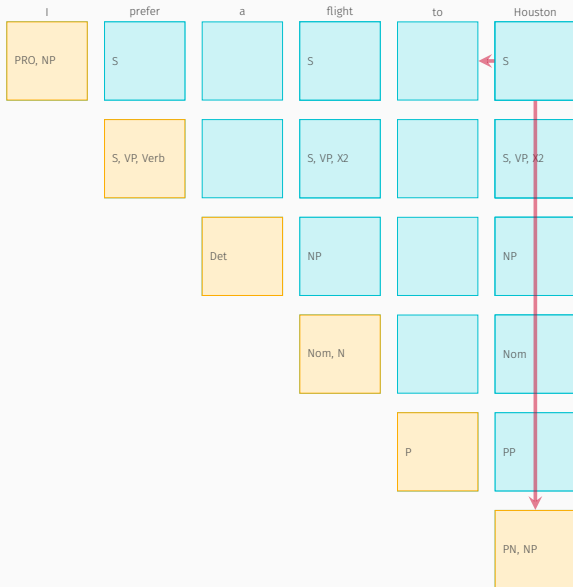 I prefer a flight to Houston
PRO, NP S S S
S, VP, Verb S, VP, X2 S, VP, X2
Det NP NP
Nom, N Nom
P PP
PN, NP